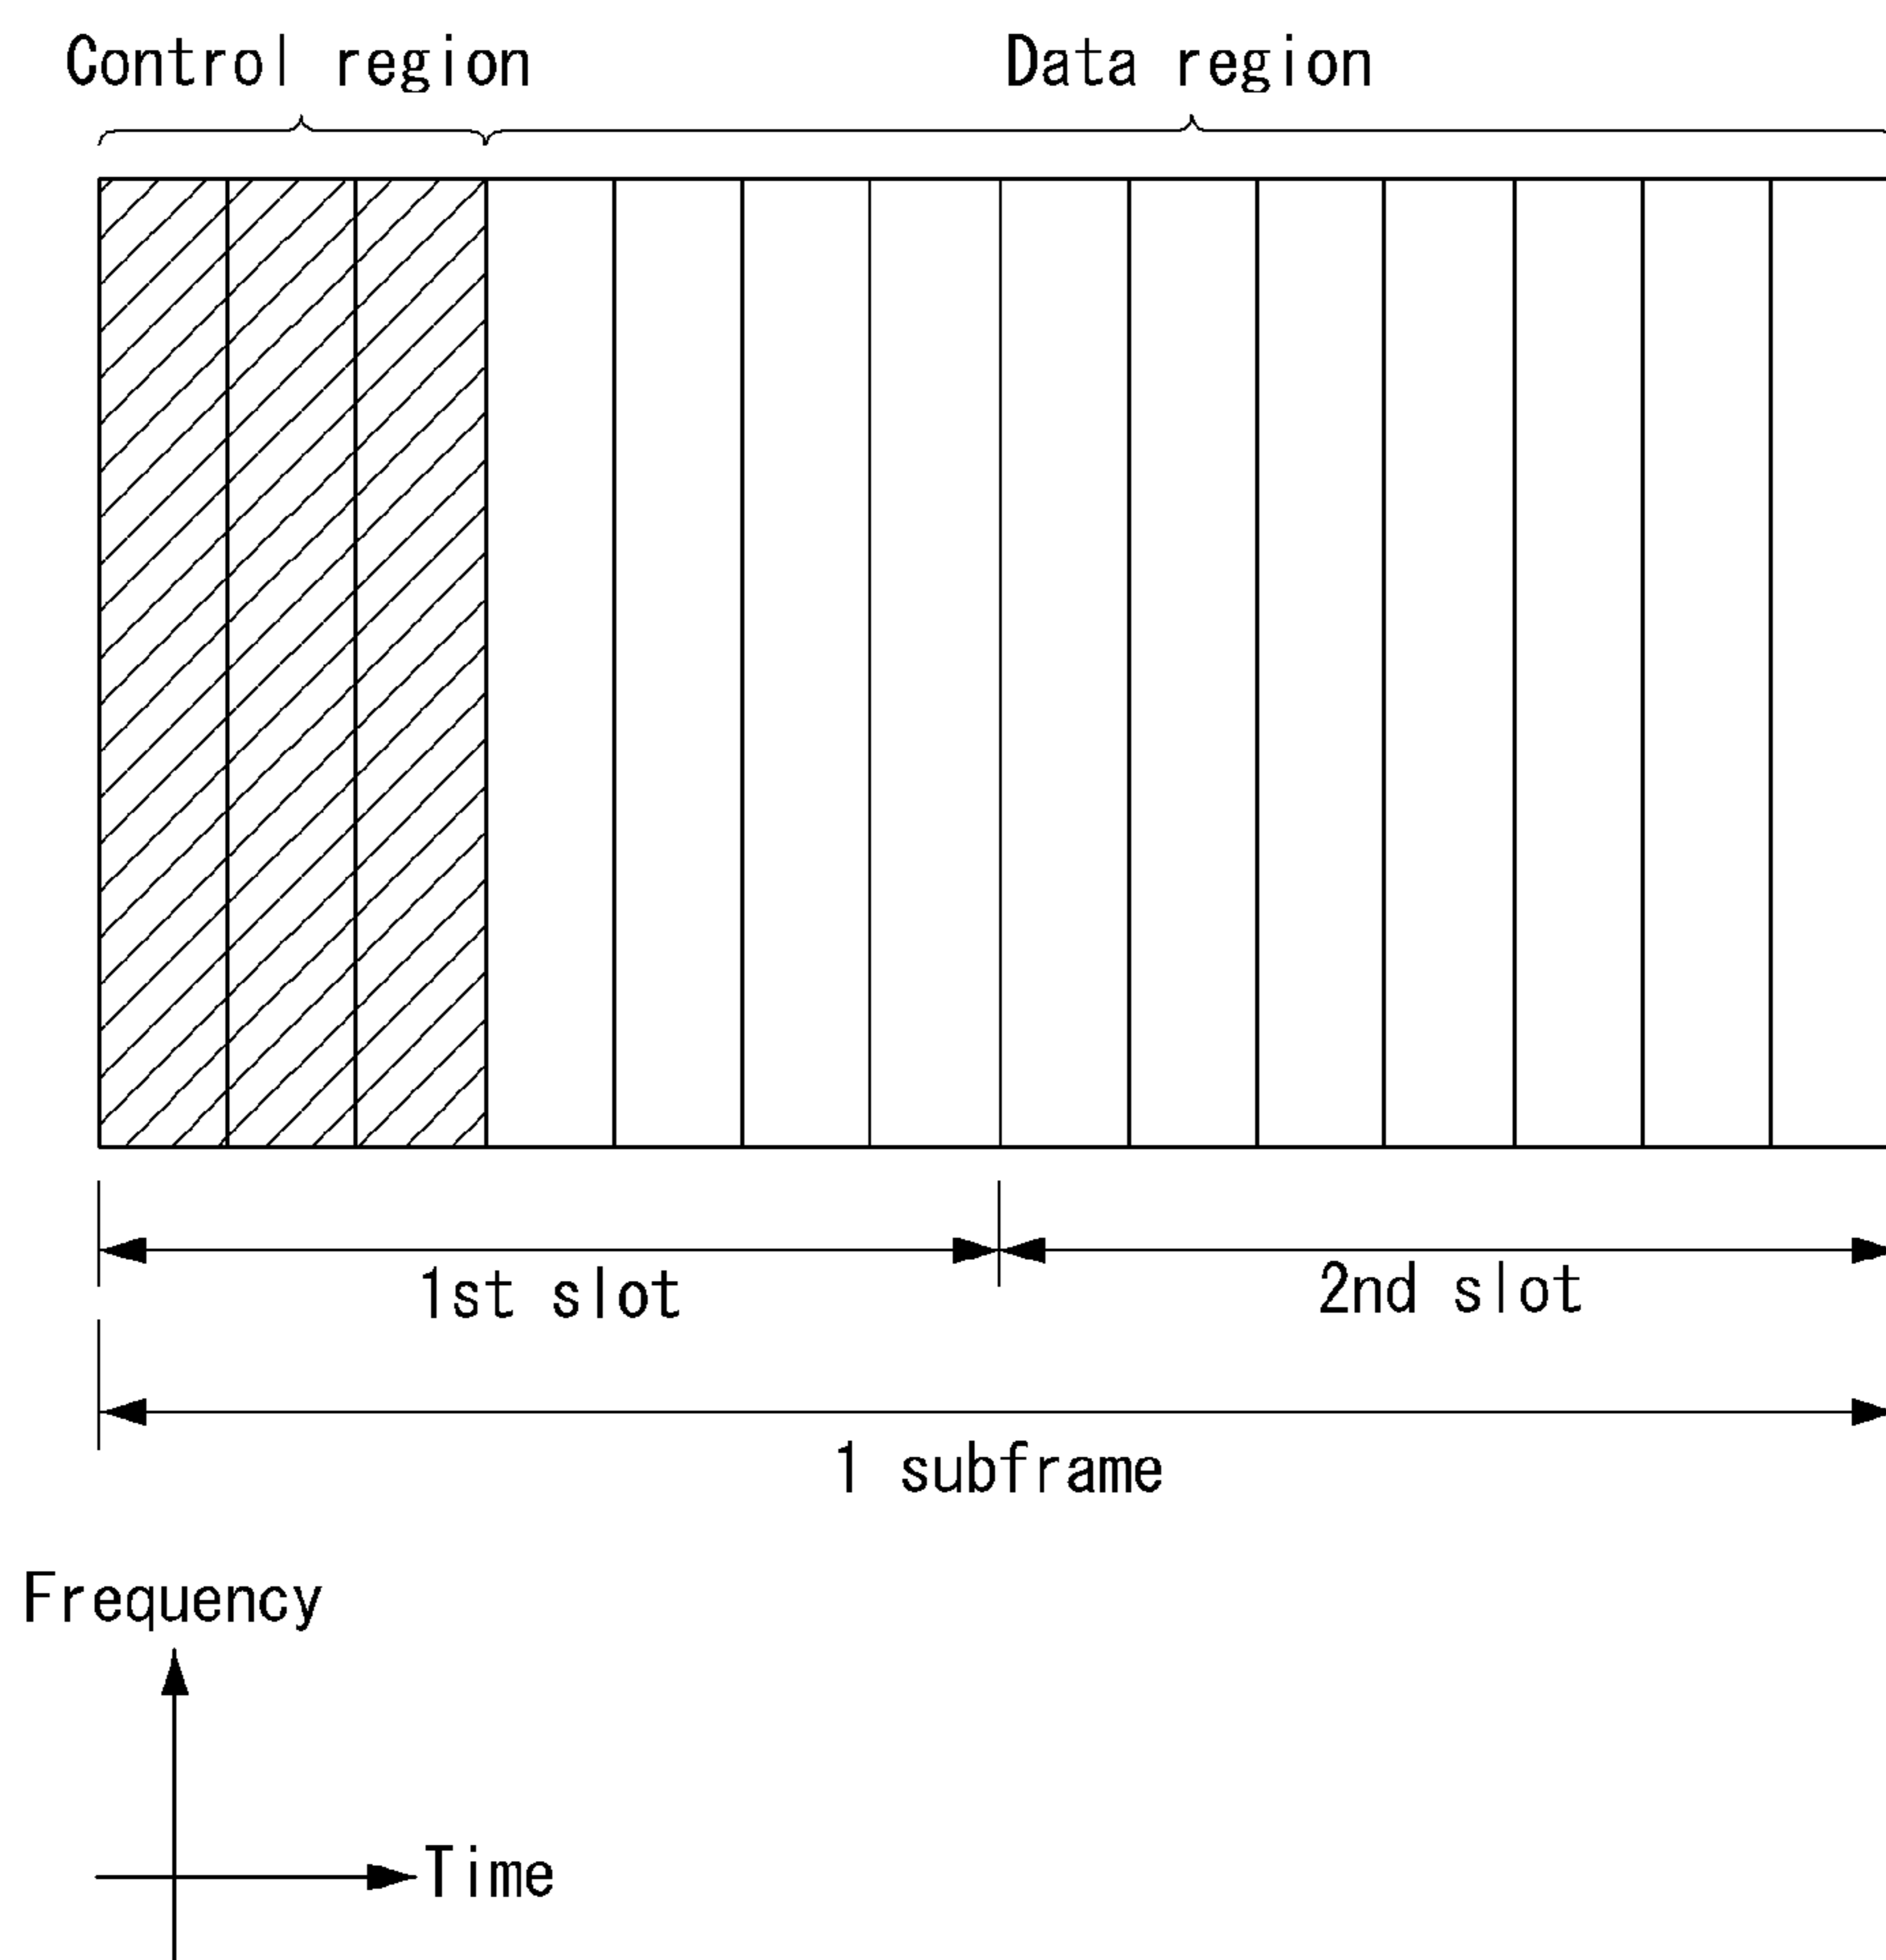 Control region
Data region
1st slot
2nd slot
1 subframe
Frequency
Time